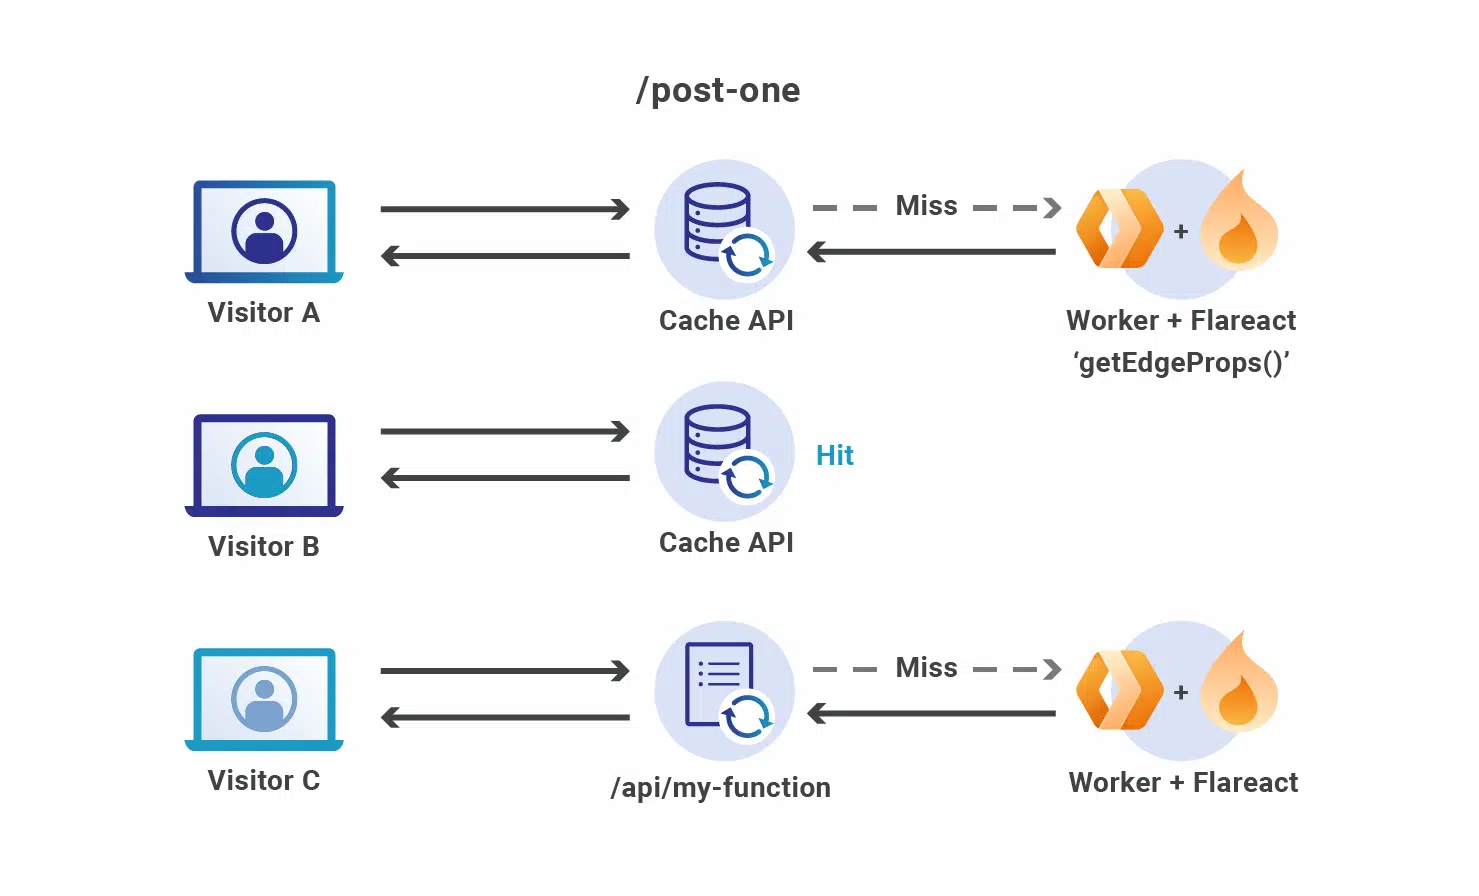 /post-one
Miss
+
Visitor A
Cache API
Worker + Flareact
‘getEdgeProps()’
Hit
Visitor B
Cache API
Miss
+
Visitor C
/api/my-function
Worker + Flareact